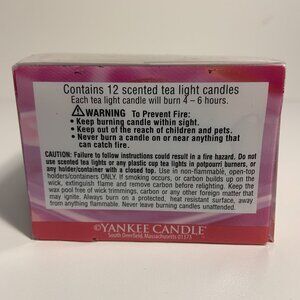 Contains 12 scented tea light candles
Each tea light candle will burn 4 – 6 hours.
⚠WARNING To Prevent Fire:
• Keep burning candle within sight.
• Keep out of the reach of children and pets.
• Never burn a candle on or near anything that
can catch fire.
CAUTION: Failure to follow instructions could result in a fire hazard. Do not
use scented tea lights or any plastic cup tea lights in potpourri burners, or
any holder/container with a closed top. Use in non-flammable, open-top
holders/containers ONLY. If smoking occurs, or carbon builds up on the
wick, extinguish flame and remove carbon before relighting. Keep the
wax pool free of wick trimmings, carbon or any other foreign matter that
may ignite. Always burn on a protected, heat resistant surface, away
from anything flammable. Never leave burning candles unattended.
©YANKEE CANDLE®
South Deerfield, Massachusetts 01373